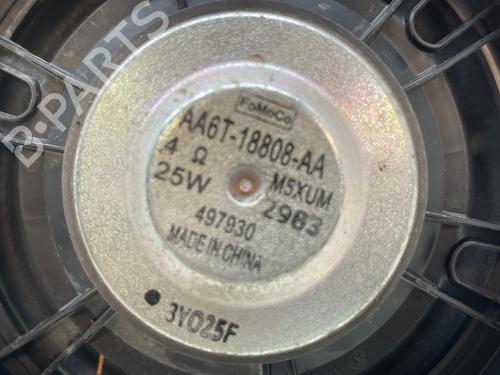 B-PARTS
FoMoCo
AA6T-18808-AA
4 Ω
M5XUM
25W
2983
497930
MADE IN CHINA
3Y025F